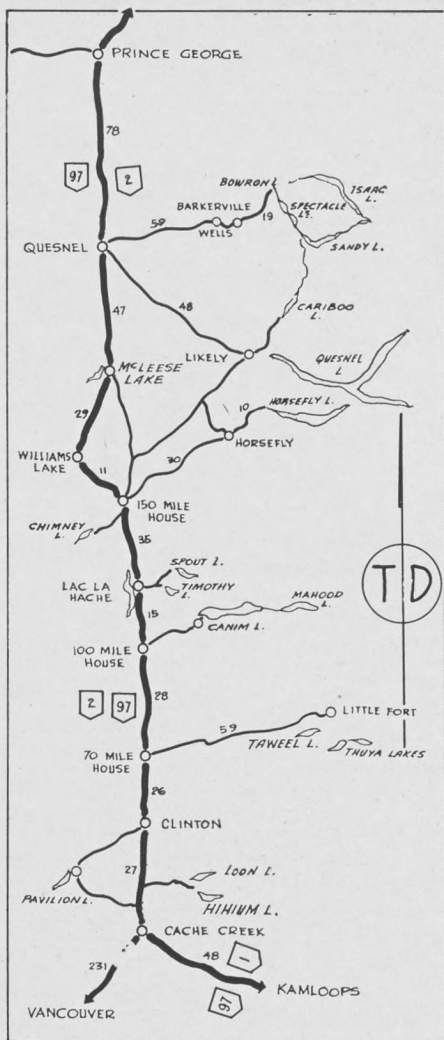 PRINCE GEORGE
78
97
2
BOWRON L.
ISAAC L.
BARKERVILLE
SPECTACLE LS.
59
19
WELLS
QUESNEL
SANDY L.
47
48
CARIBOO L.
LIKELY
QUESNEL L
McLEESE LAKE
29
10
HORSEFLY L.
HORSEFLY
WILLIAMS LAKE
11
30
150 MILE HOUSE
CHIMNEY L.
35
SPOUT L.
TIMOTHY L.
LAC LA HACHE
T D
15
MAHOOD L.
CANIM L.
100 MILE HOUSE
2
97
28
LITTLE FORT
59
TAWEEL L.
THUYA LAKES
70 MILE HOUSE
26
CLINTON
27
LOON L.
PAVILION L.
HIHIUM L.
CACHE CREEK
48
1
231
97
KAMLOOPS
VANCOUVER